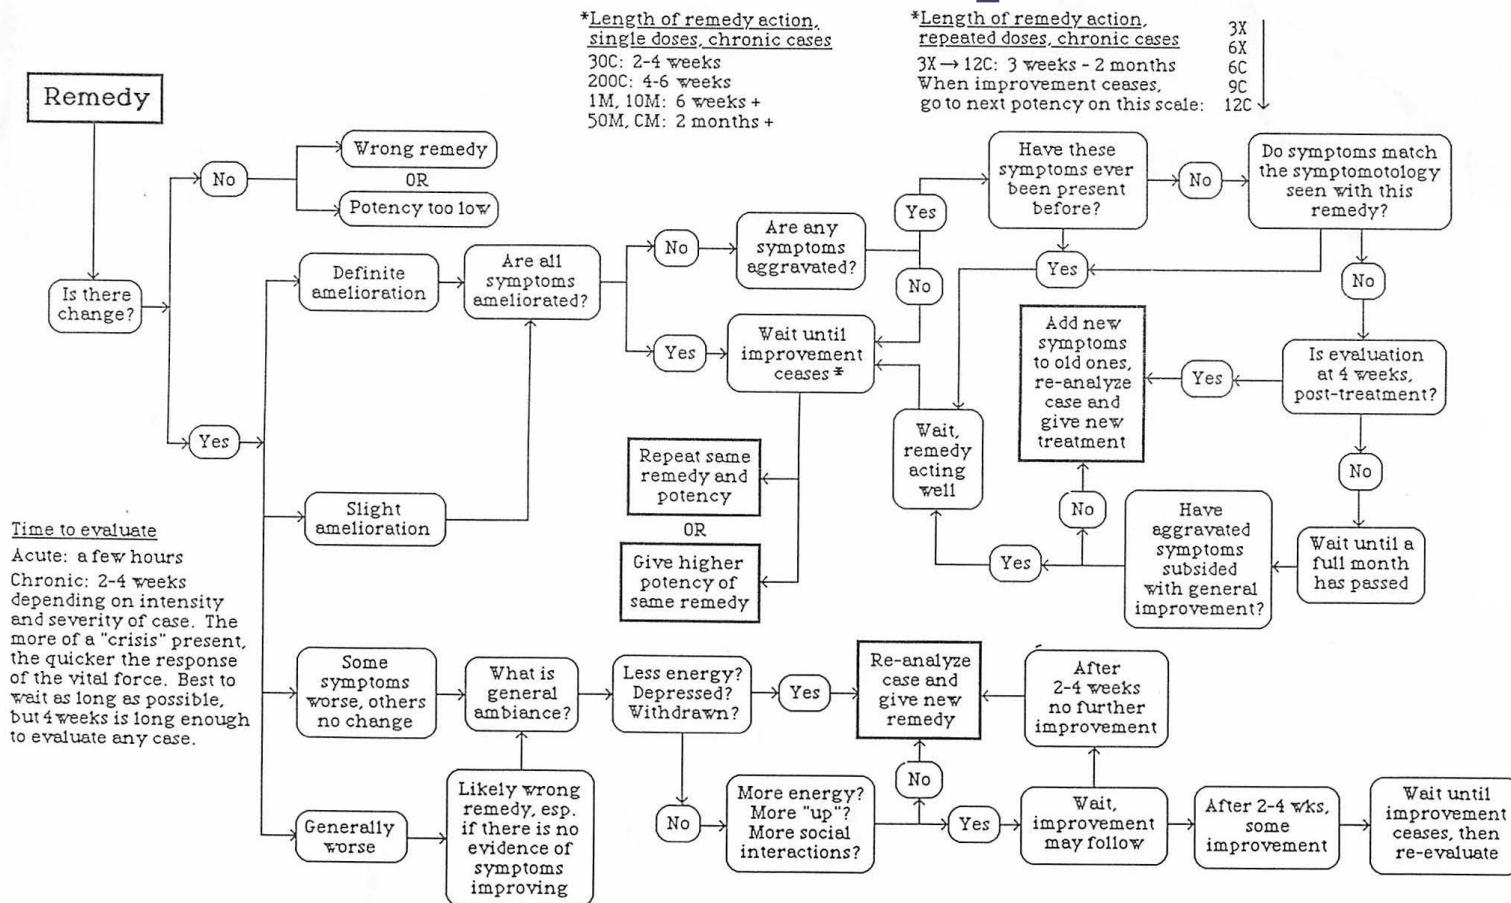 *Length of remedy action,
single doses, chronic cases
30C: 2-4 weeks
200C: 4-6 weeks
1M, 10M: 6 weeks +
50M, CM: 2 months +
*Length of remedy action,
repeated doses, chronic cases
3X → 12C: 3 weeks - 2 months
When improvement ceases,
go to next potency on this scale:
3X
6X
6C
9C
12C
Remedy
Is there
change?
No
Wrong remedy
OR
Potency too low
Yes
Definite
amelioration
Are all
symptoms
ameliorated?
No
Are any
symptoms
aggravated?
Yes
No
Have these
symptoms ever
been present
before?
No
Do symptoms match
the symptomotology
seen with this
remedy?
Yes
No
Yes
Wait until
improvement
ceases *
Add new
symptoms
to old ones,
re-analyze
case and
give new
treatment
Yes
Is evaluation
at 4 weeks,
post-treatment?
No
Wait until a
full month
has passed
Have
aggravated
symptoms
subsided
with general
improvement?
No
Yes
Wait,
remedy
acting
well
Repeat same
remedy and
potency
OR
Give higher
potency of
same remedy
Slight
amelioration
Time to evaluate
Acute: a few hours
Chronic: 2-4 weeks
depending on intensity
and severity of case. The
more of a "crisis" present,
the quicker the response
of the vital force. Best to
wait as long as possible,
but 4 weeks is long enough
to evaluate any case.
Some
symptoms
worse, others
no change
What is
general
ambiance?
Less energy?
Depressed?
Withdrawn?
Yes
Re-analyze
case and
give new
remedy
After
2-4 weeks
no further
improvement
Generally
worse
Likely wrong
remedy, esp.
if there is no
evidence of
symptoms
improving
No
More energy?
More "up"?
More social
interactions?
No
Yes
Wait,
improvement
may follow
After 2-4 wks,
some
improvement
Wait until
improvement
ceases, then
re-evaluate